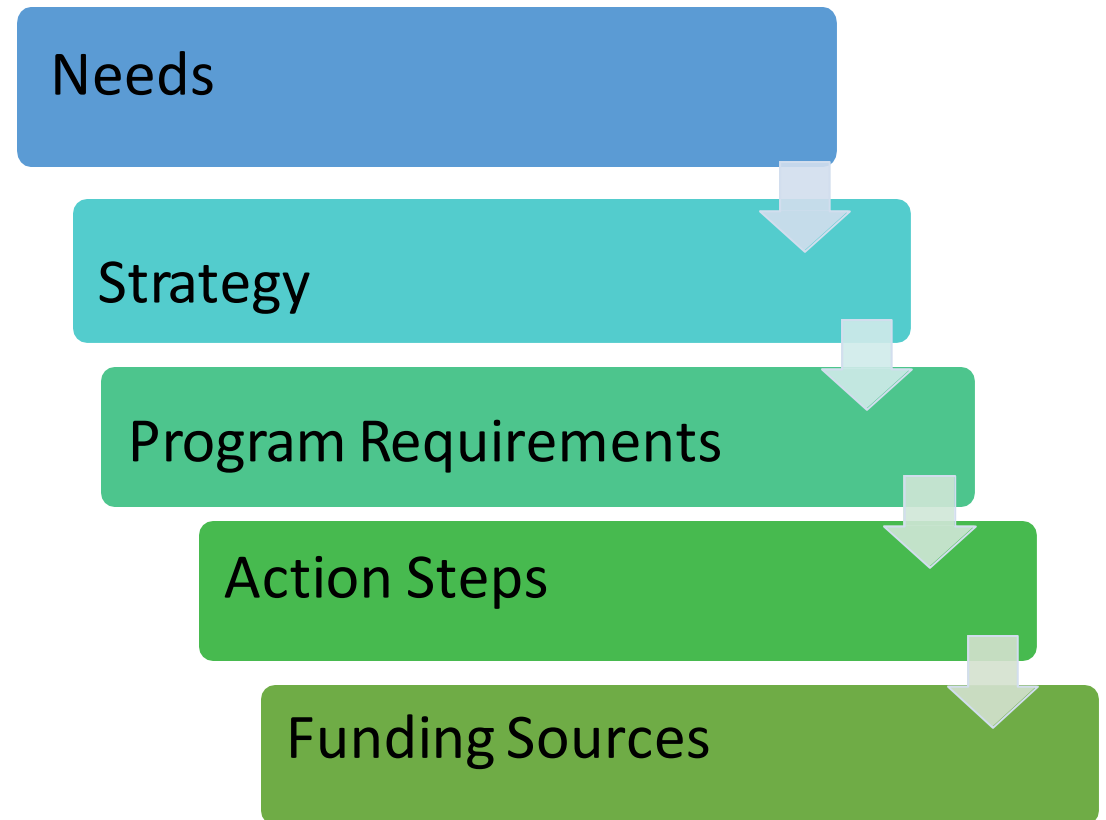 Needs
Strategy
Program Requirements
Action Steps
Funding Sources